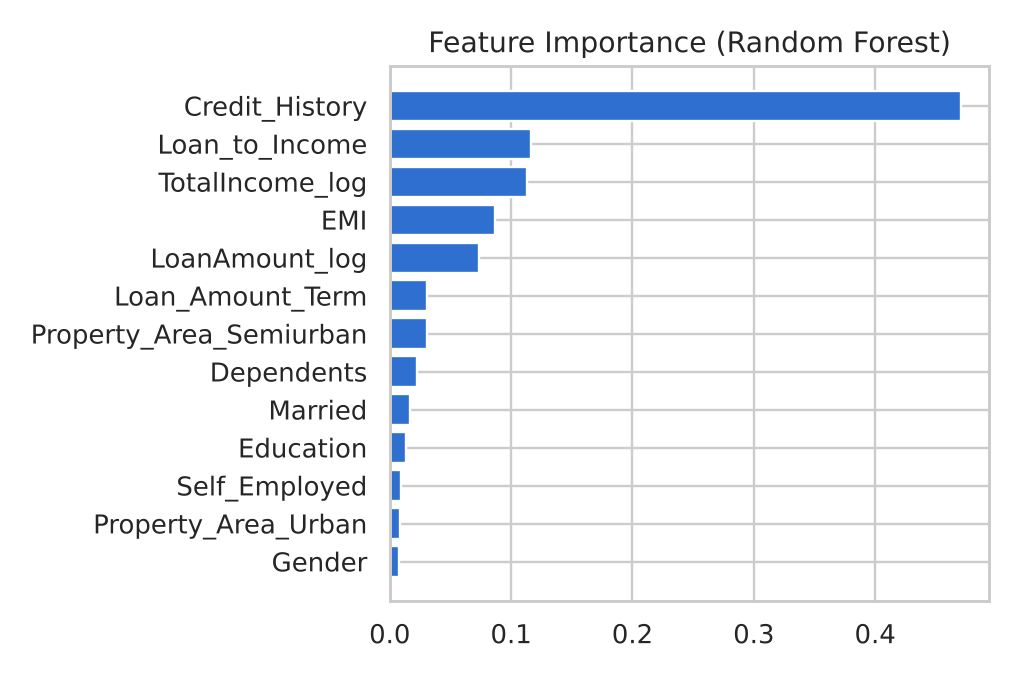 Feature Importance (Random Forest)
Credit_History
Loan_to_Income
TotalIncome_log
EMI
LoanAmount_log
Loan_Amount_Term
Property_Area_Semiurban
Dependents
Married
Education
Self_Employed
Property_Area_Urban
Gender
0.0 0.1 0.2 0.3 0.4